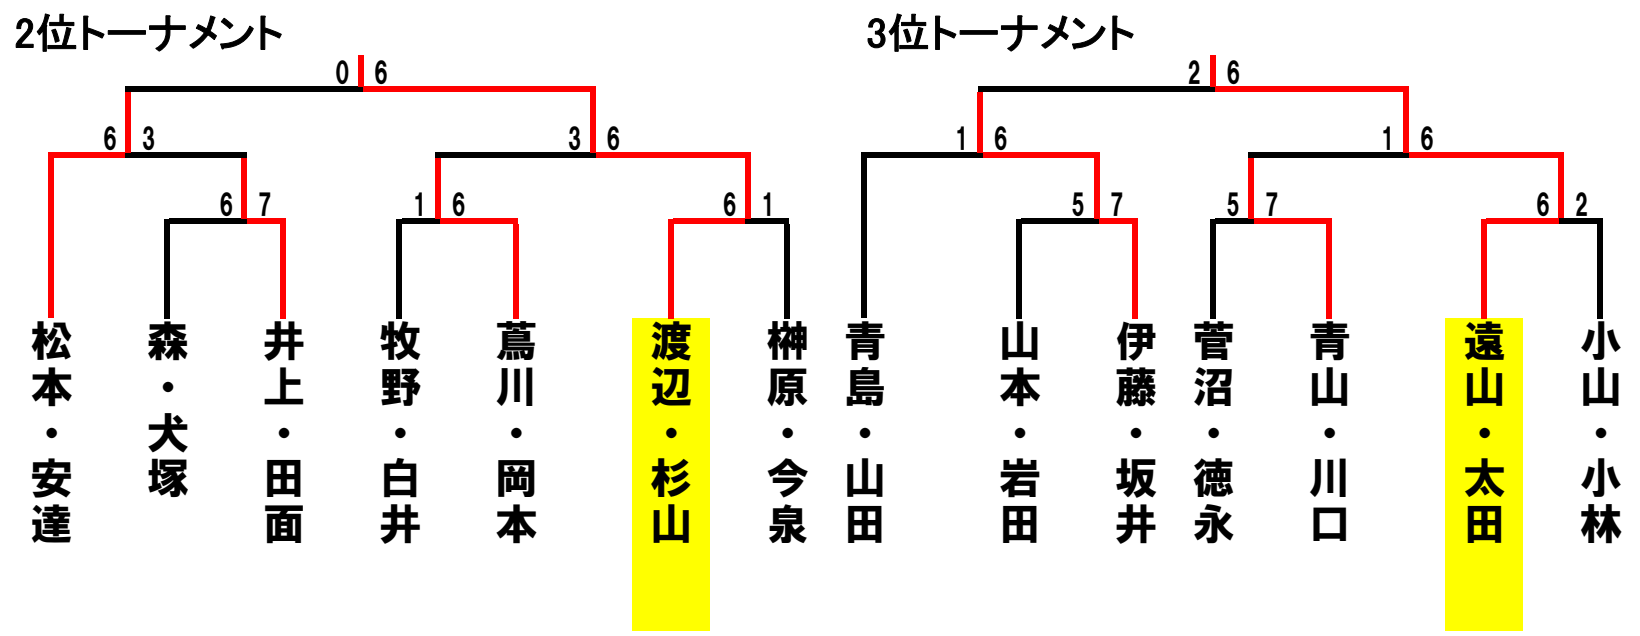 2位トーナメント
0 6
6 3
3 6
6 7
1 6
6 1
松本・安達
森・犬塚
井上・田面
牧野・白井
蔦川・岡本
渡辺・杉山
榊原・今泉
3位トーナメント
2 6
1 6
1 6
5 7
5 7
6 2
青島・山田
山本・岩田
伊藤・坂井
菅沼・徳永
青山・川口
遠山・太田
小山・小林